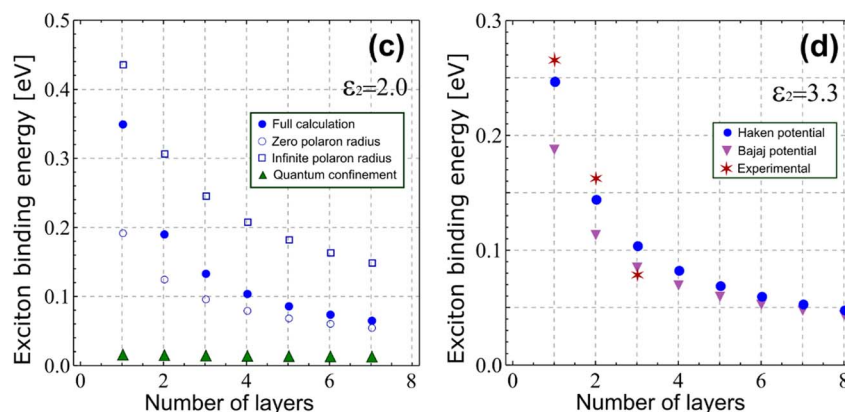 (c)
ε₂=2.0
Exciton binding energy [eV]
0.5
0.4
0.3
0.2
0.1
0.0
Full calculation
Zero polaron radius
Infinite polaron radius
Quantum confinement
0 2 4 6 8
Number of layers
(d)
ε₂=3.3
Exciton binding energy [eV]
0.3
0.2
0.1
0.0
Haken potential
Bajaj potential
Experimental
0 2 4 6 8
Number of layers